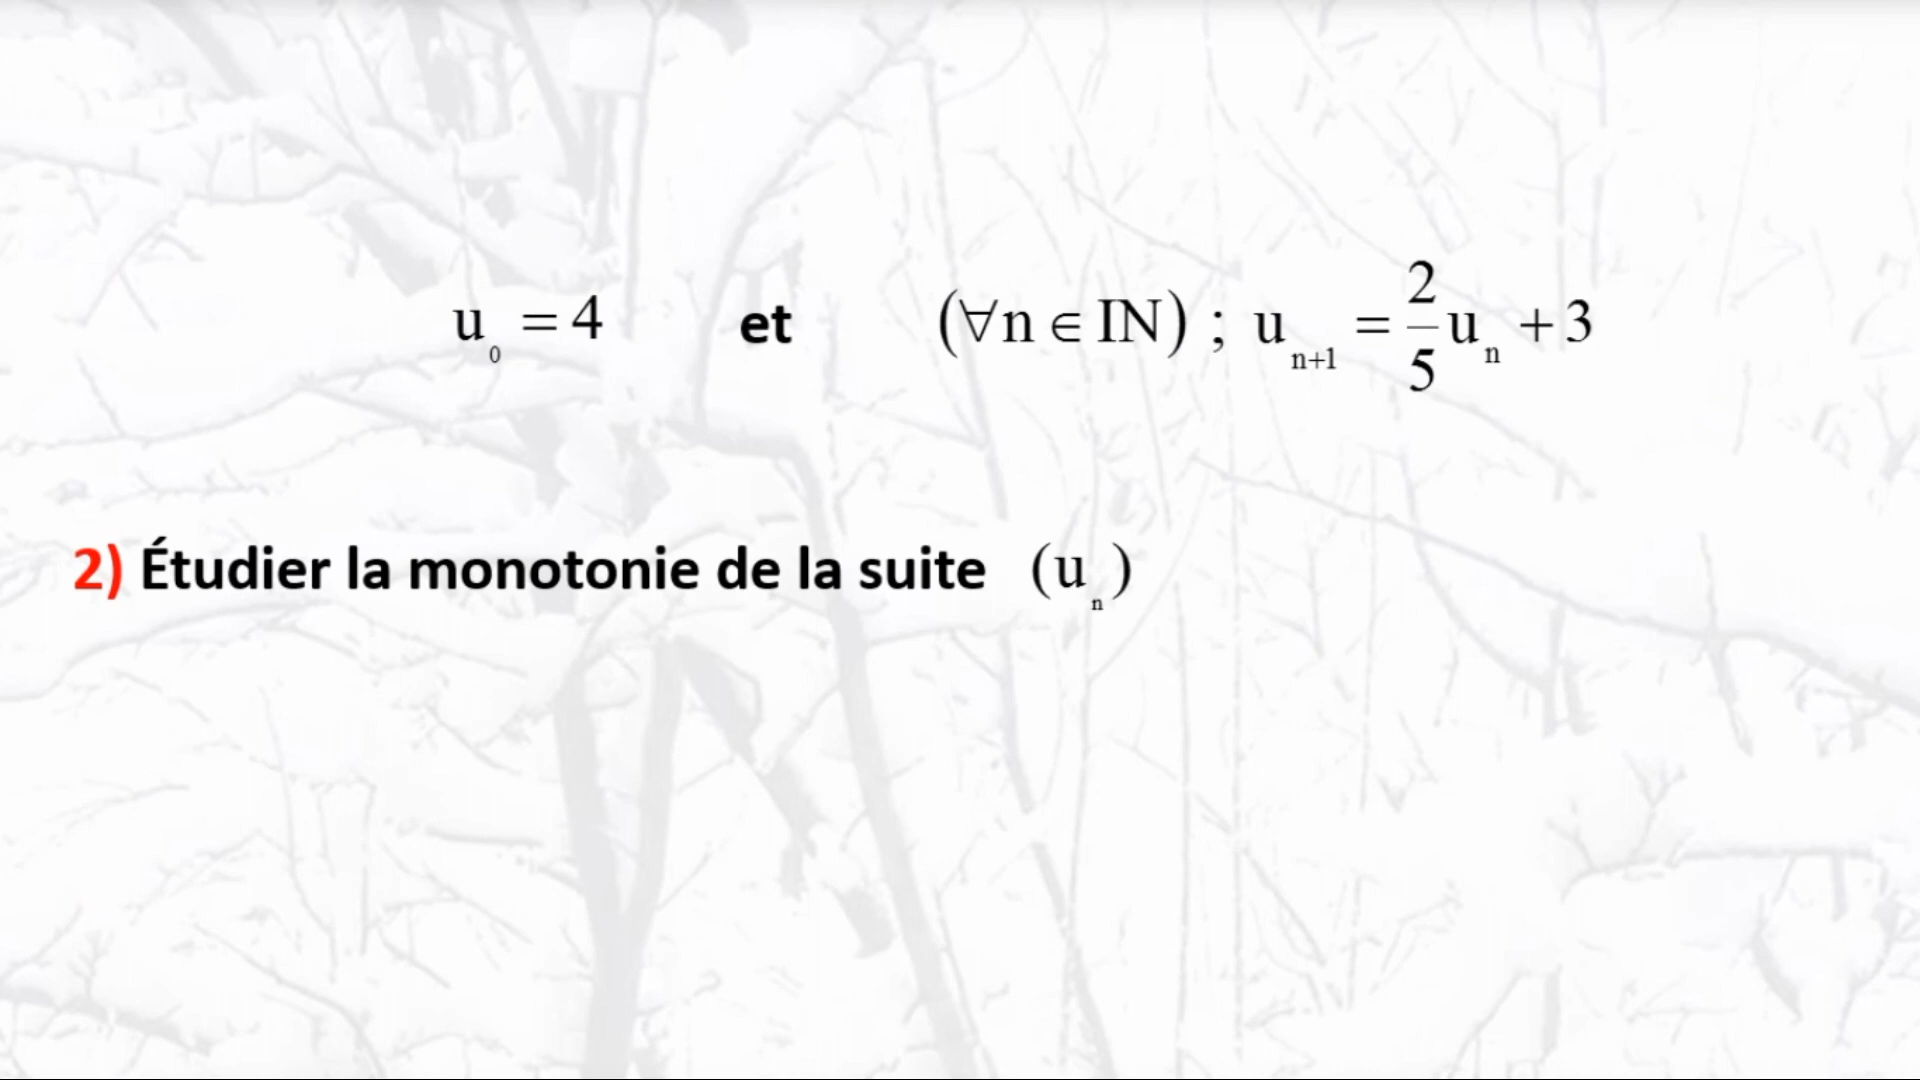 u₀ = 4 et (∀n ∈ IN) ; uₙ₊₁ = 2/5 uₙ + 3
2) Étudier la monotonie de la suite (uₙ)